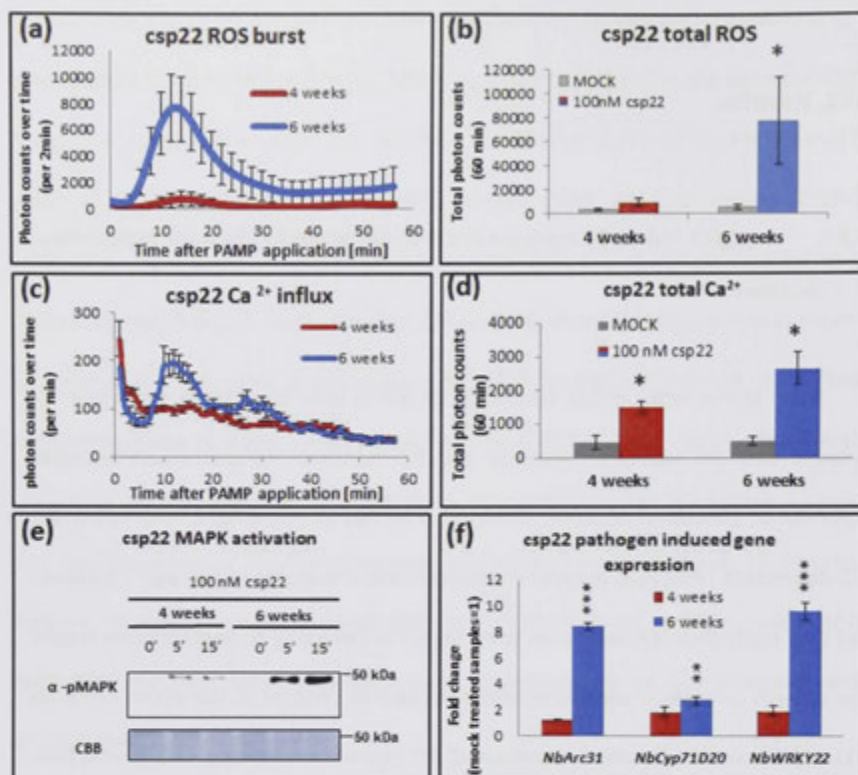 (a)
csp22 ROS burst
Photon counts over time
(per 2min)
12000
10000
8000
6000
4000
2000
0
4 weeks
6 weeks
0 10 20 30 40 50 60
Time after PAMP application [min]
(b)
csp22 total ROS
Total photon counts
(60 min)
120000
100000
80000
60000
40000
20000
0
MOCK
100nM csp22
*
4 weeks 6 weeks
(c)
csp22 Ca 2+ influx
photon counts over time
(per min)
300
200
100
0
4 weeks
6 weeks
0 10 20 30 40 50 60
Time after PAMP application [min]
(d)
csp22 total Ca2+
Total photon counts
(60 min)
4000
3000
2000
1000
0
MOCK
100 nM csp22
* *
4 weeks 6 weeks
(e)
csp22 MAPK activation
100 nM csp22
4 weeks 6 weeks
0' 5' 15' 0' 5' 15'
α -pMAPK
50 kDa
CBB
50 kDa
(f)
csp22 pathogen induced gene
expression
Fold change
(mock treated samples=1)
12
10
8
6
4
2
0
4 weeks
6 weeks
*** ** ***
NbArc31 NbCyp71D20 NbWRKY22